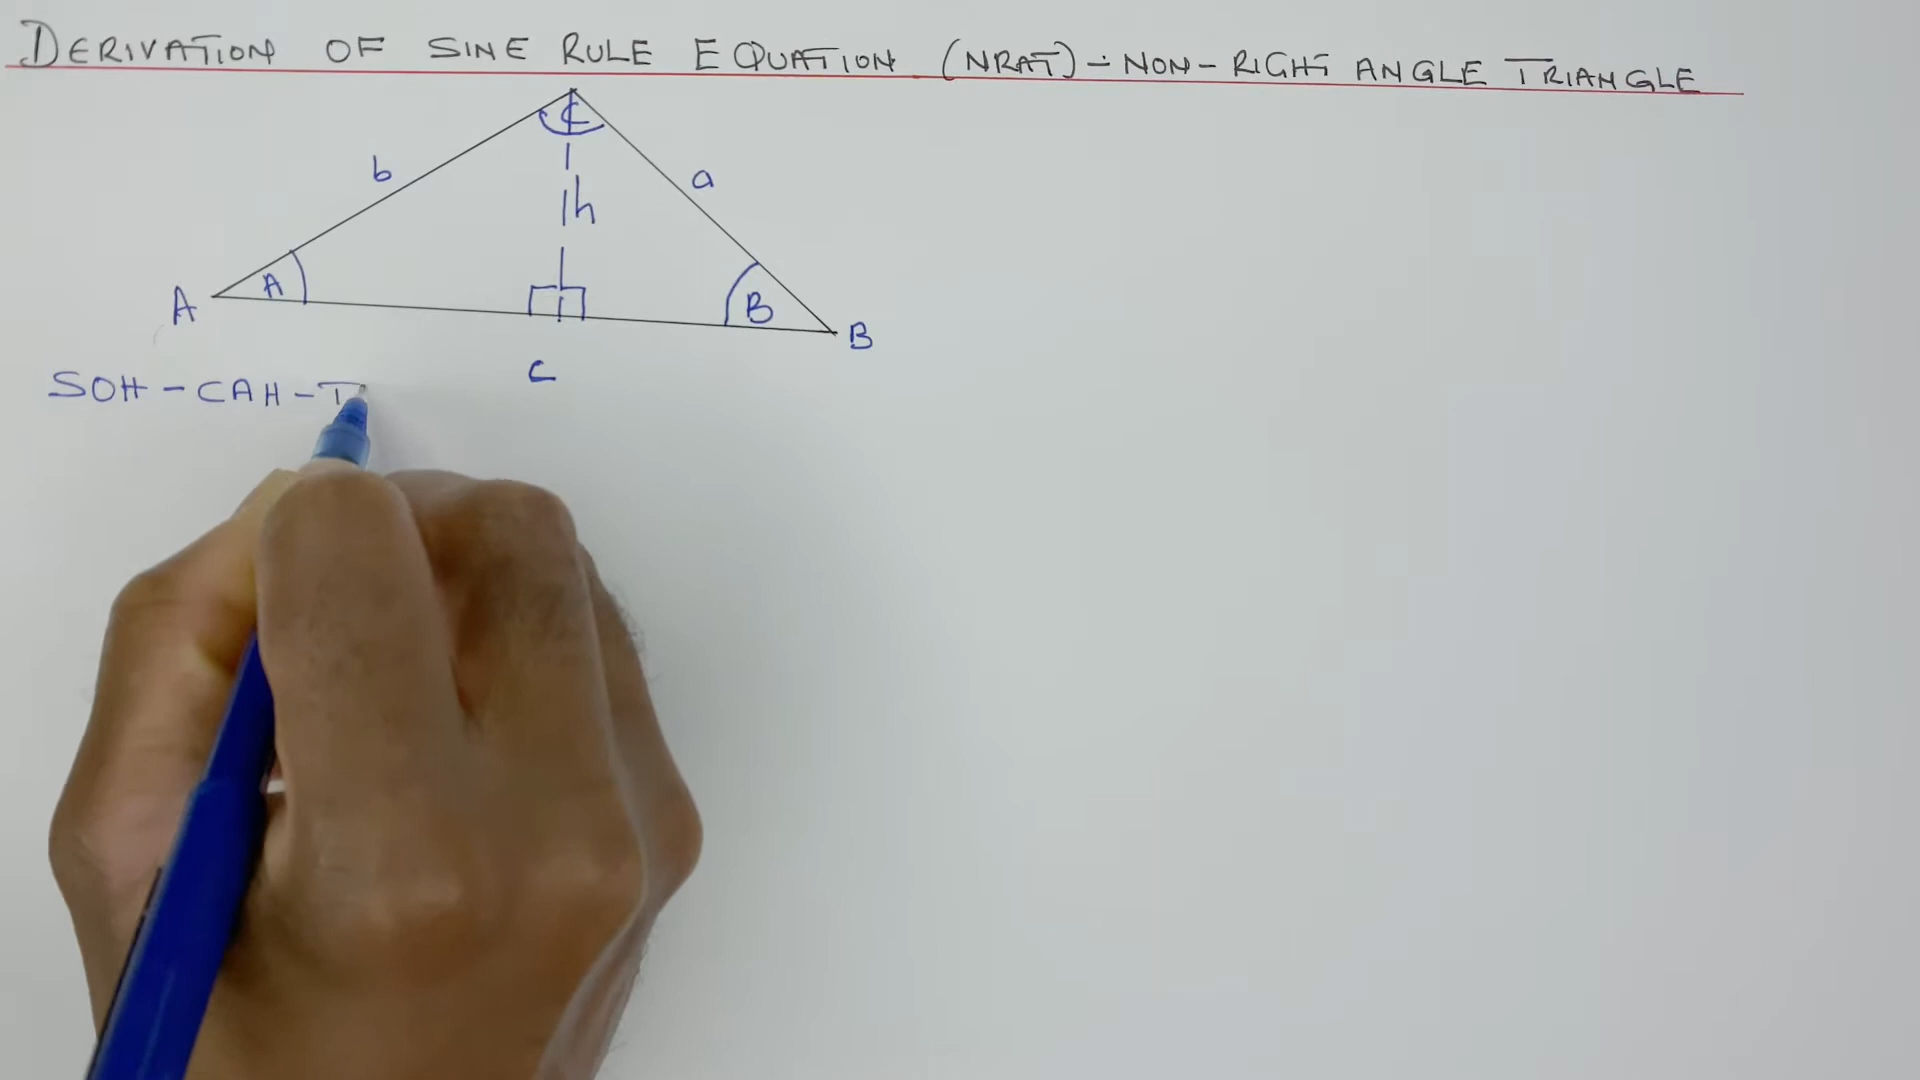 DERIVATION OF SINE RULE EQUATION (NRAT) - NON-RIGHT ANGLE TRIANGLE
C
b
a
h
A A
B B
c
SOH - CAH - T